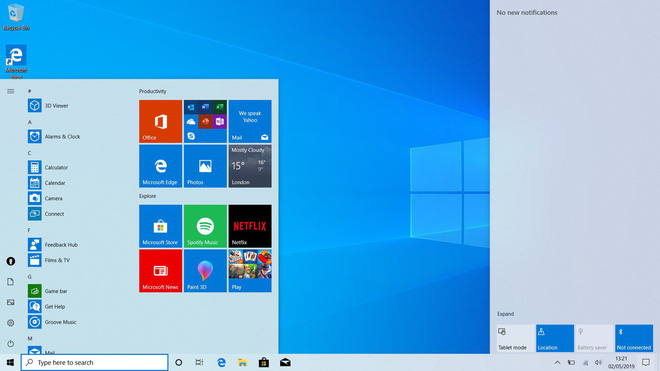 Recycle Bin
Microsoft
Edge
#
3D Viewer
A
Alarms & Clock
C
Calculator
Calendar
Camera
Connect
F
Feedback Hub
Films & TV
G
Game bar
Get Help
Groove Music
M
Mail
Productivity
Office
We speak
Yahoo
Mail
Microsoft Edge
Photos
Mostly Cloudy
15° 16°
9°
London
Explore
Microsoft Store
Spotify Music
NETFLIX
Netflix
Microsoft News
Paint 3D
Play
No new notifications
Expand
Tablet mode
Location
Battery saver
Not connected
Type here to search
13:21
02/05/2019